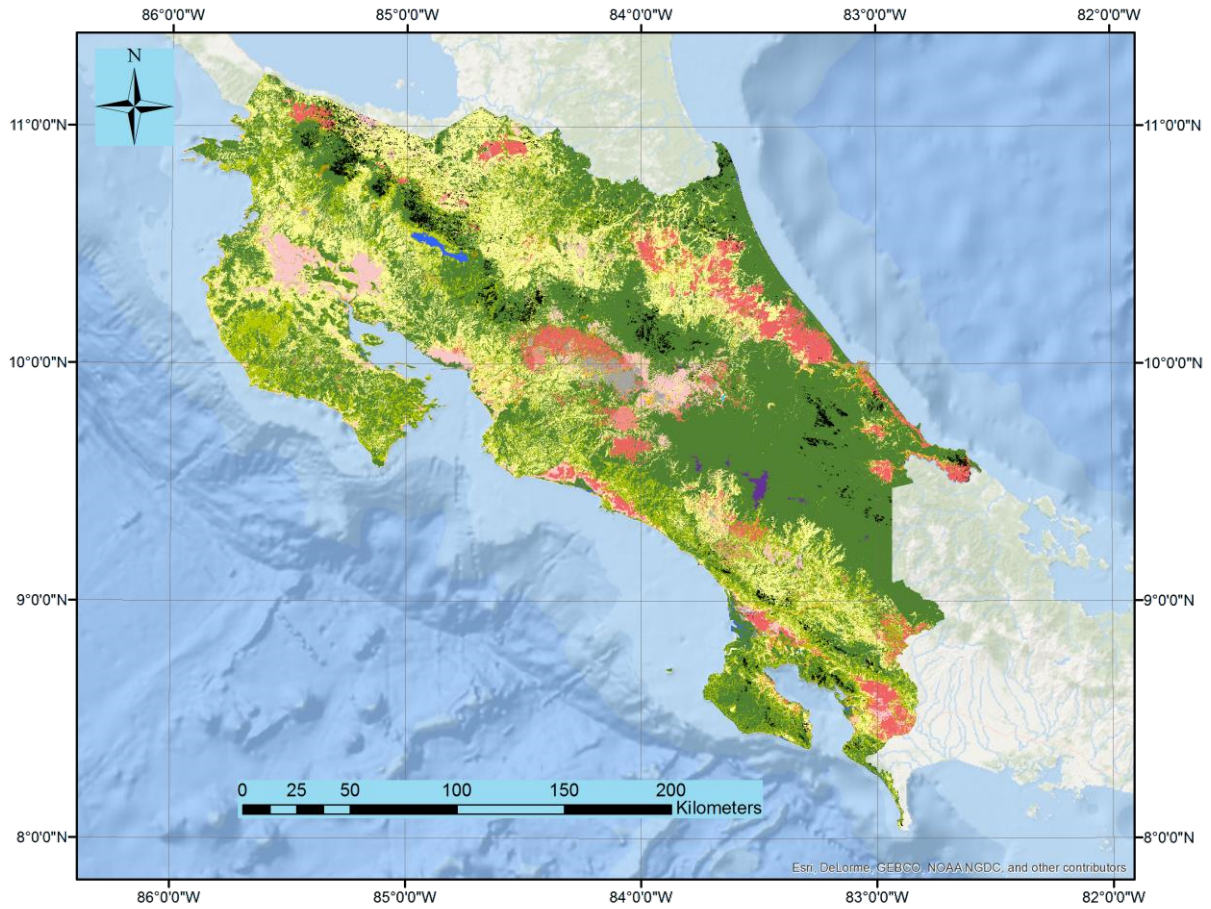 86°0'0"W 85°0'0"W 84°0'0"W 83°0'0"W 82°0'0"W
N
11°0'0"N 11°0'0"N
10°0'0"N 10°0'0"N
9°0'0"N 9°0'0"N
0 25 50 100 150 200
Kilometers
8°0'0"N 8°0'0"N
Esri, DeLorme, GEBCO, NOAA NGDC, and other contributors
86°0'0"W 85°0'0"W 84°0'0"W 83°0'0"W 82°0'0"W